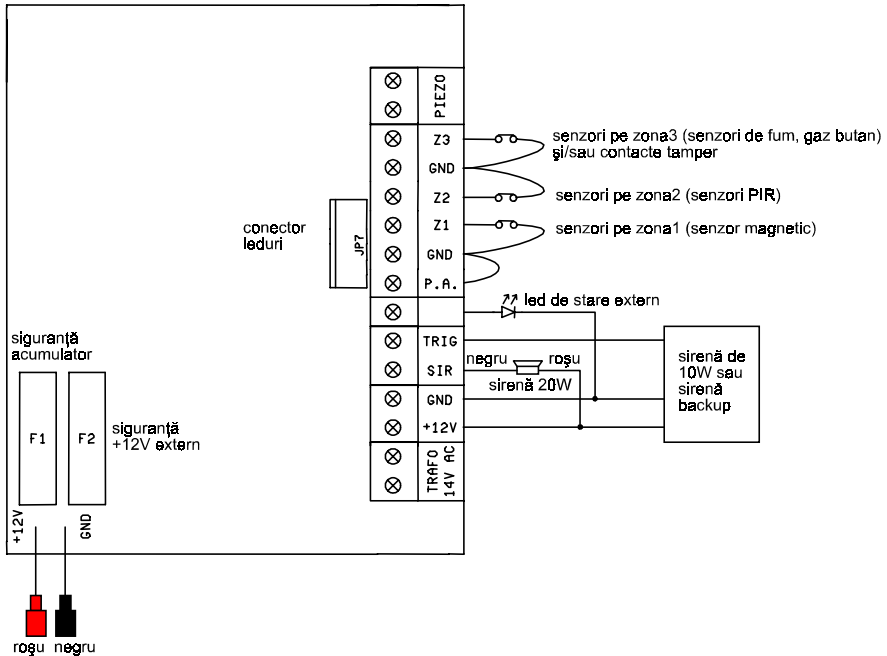 PIEZO
Z3
senzori pe zona3 (senzori de fum, gaz butan)
şi/sau contacte tamper
GND
Z2
senzori pe zona2 (senzori PIR)
Z1
senzori pe zona1 (senzor magnetic)
conector
leduri
JP7
GND
P.A.
led de stare extern
TRIG
SIR
negru
roşu
sirenă 20W
sirenă de
10W sau
sirenă
backup
GND
+12V
TRAFO
14V AC
siguranţă
acumulator
F1
F2
siguranţă
+12V extern
+12V
GND
roşu
negru